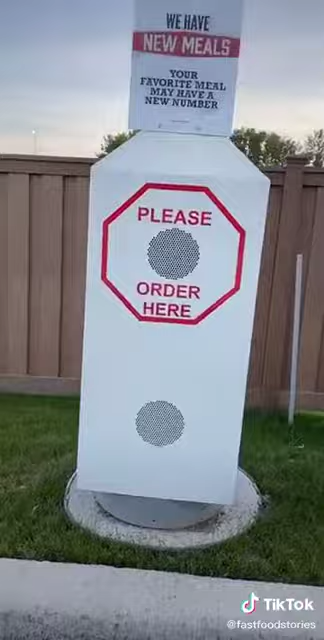 WE HAVE
NEW MEALS
YOUR
FAVORITE MEAL
MAY HAVE A
NEW NUMBER
PLEASE
ORDER
HERE
TikTok
@fastfoodstories